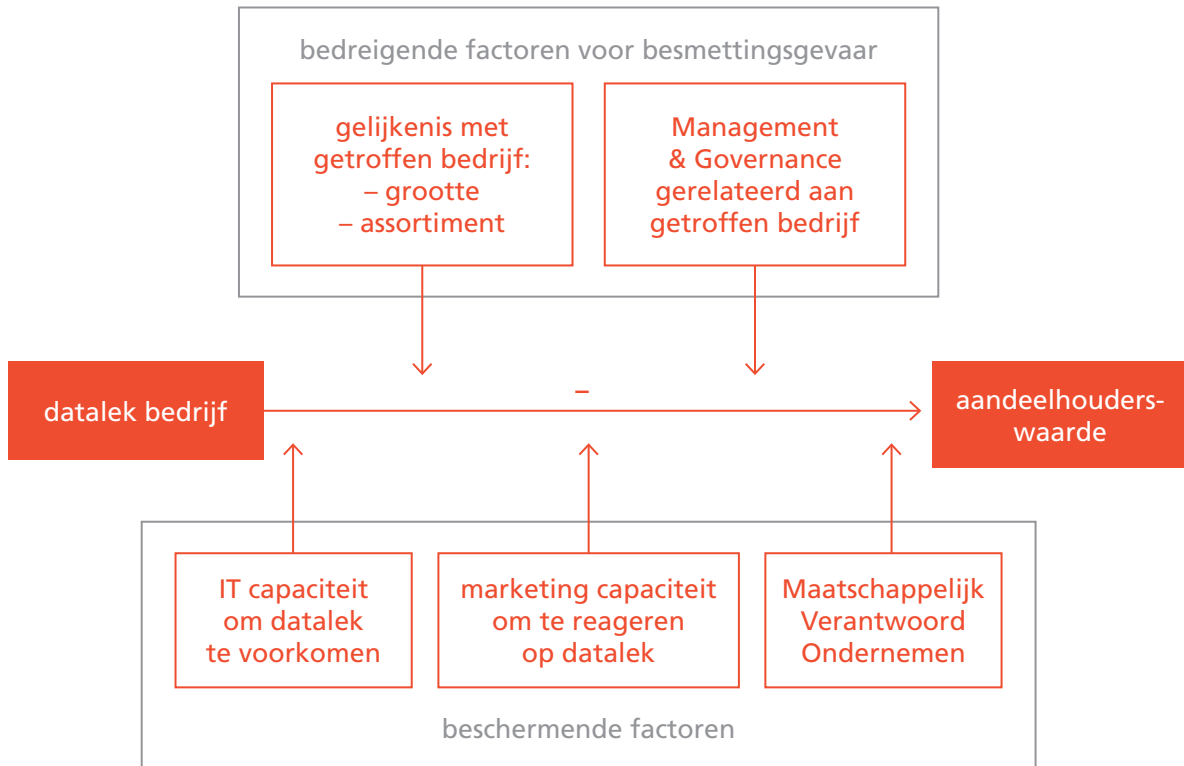 bedreigende factoren voor besmettingsgevaar
gelijkenis met
getroffen bedrijf:
– grootte
– assortiment
Management
& Governance
gerelateerd aan
getroffen bedrijf
–
datalek bedrijf
aandeelhouders-
waarde
IT capaciteit
om datalek
te voorkomen
marketing capaciteit
om te reageren
op datalek
Maatschappelijk
Verantwoord
Ondernemen
beschermende factoren